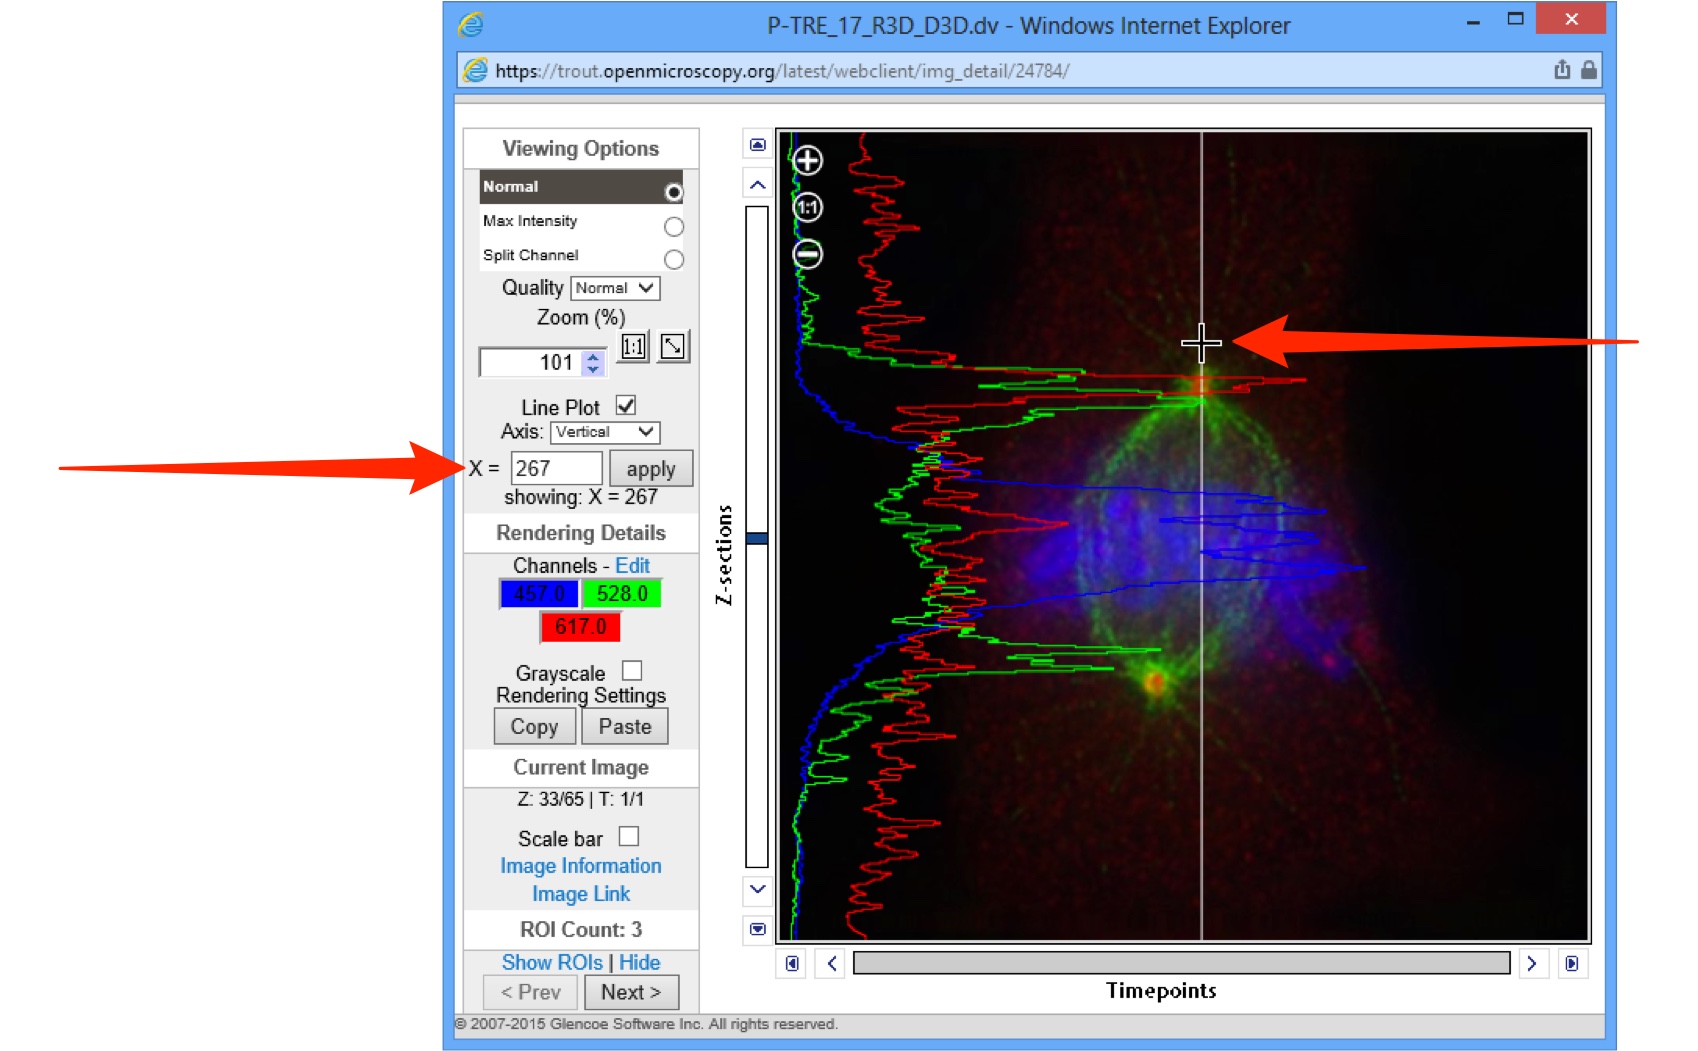 P-TRE_17_R3D_D3D.dv - Windows Internet Explorer
https://trout.openmicroscopy.org/latest/webclient/img_detail/24784/
Viewing Options
Normal
Max Intensity
Split Channel
Quality Normal
Zoom (%)
101 1:1
Line Plot
Axis: Vertical
X = 267 apply
showing: X = 267
Rendering Details
Channels - Edit
457.0 528.0
617.0
Grayscale
Rendering Settings
Copy Paste
Current Image
Z: 33/65 | T: 1/1
Scale bar
Image Information
Image Link
ROI Count: 3
Show ROIs | Hide
< Prev Next >
Z-sections
1:1
Timepoints
© 2007-2015 Glencoe Software Inc. All rights reserved.